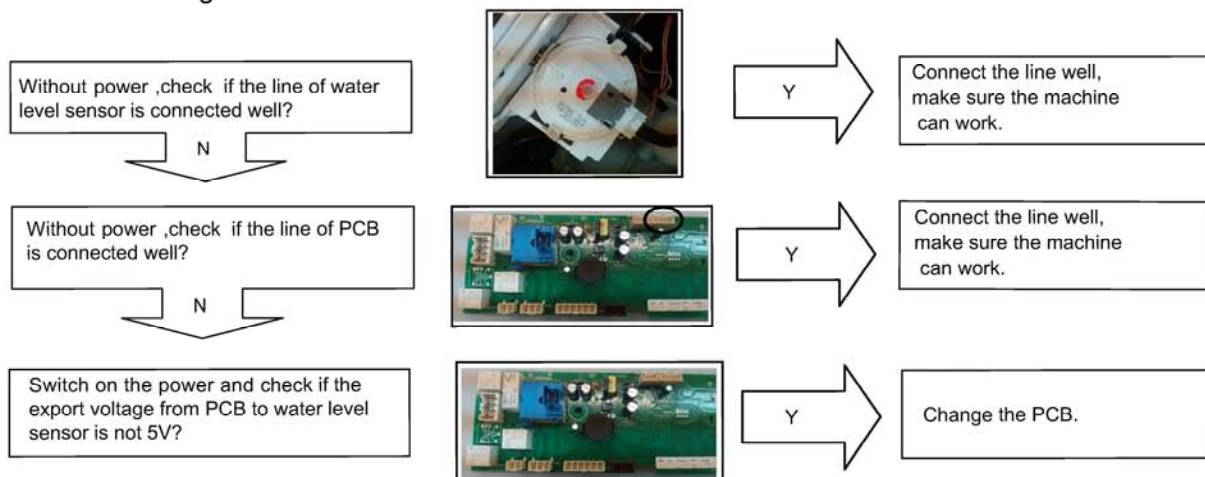 Without power ,check if the line of water
level sensor is connected well?
Y
Connect the line well,
make sure the machine
can work.
N
Without power ,check if the line of PCB
is connected well?
Y
Connect the line well,
make sure the machine
can work.
N
Switch on the power and check if the
export voltage from PCB to water level
sensor is not 5V?
Y
Change the PCB.